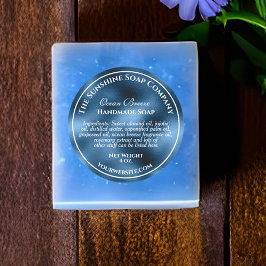 The Sunshine Soap Company
Ocean Breeze
Handmade Soap
Ingredients: Sweet almond oil, jojoba
oil, distilled water, saponified palm oil,
grapeseed oil, ocean breeze fragrance oil,
rosemary extract and lots of
other stuff can be listed here
Net Weight
4 oz.
yourwebsite.com